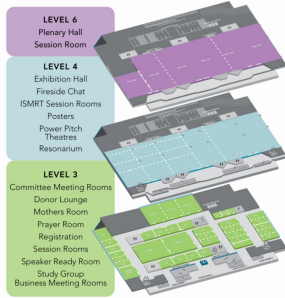 LEVEL 6
Plenary Hall
Session Room
LEVEL 4
Exhibition Hall
Fireside Chat
ISMRT Session Rooms
Posters
Power Pitch
Theatres
Resonarium
LEVEL 3
Committee Meeting Rooms
Donor Lounge
Mothers Room
Prayer Room
Registration
Session Rooms
Speaker Ready Room
Study Group
Business Meeting Rooms